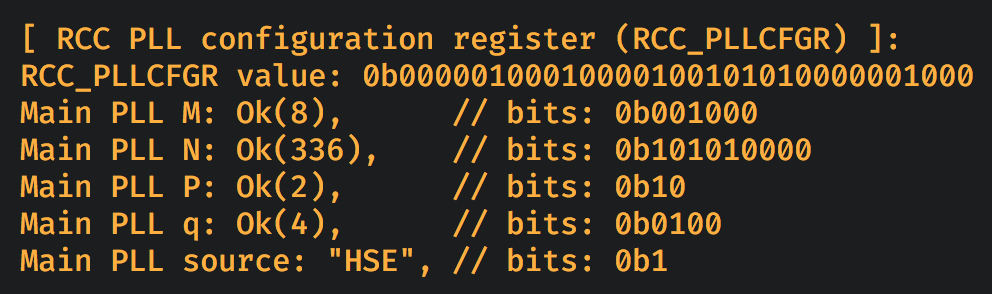 [ RCC PLL configuration register (RCC_PLLCFGR) ]:
RCC_PLLCFGR value: 0b00000100010000100101010000001000
Main PLL M: Ok(8),      // bits: 0b001000
Main PLL N: Ok(336),    // bits: 0b101010000
Main PLL P: Ok(2),      // bits: 0b10
Main PLL q: Ok(4),      // bits: 0b0100
Main PLL source: "HSE", // bits: 0b1